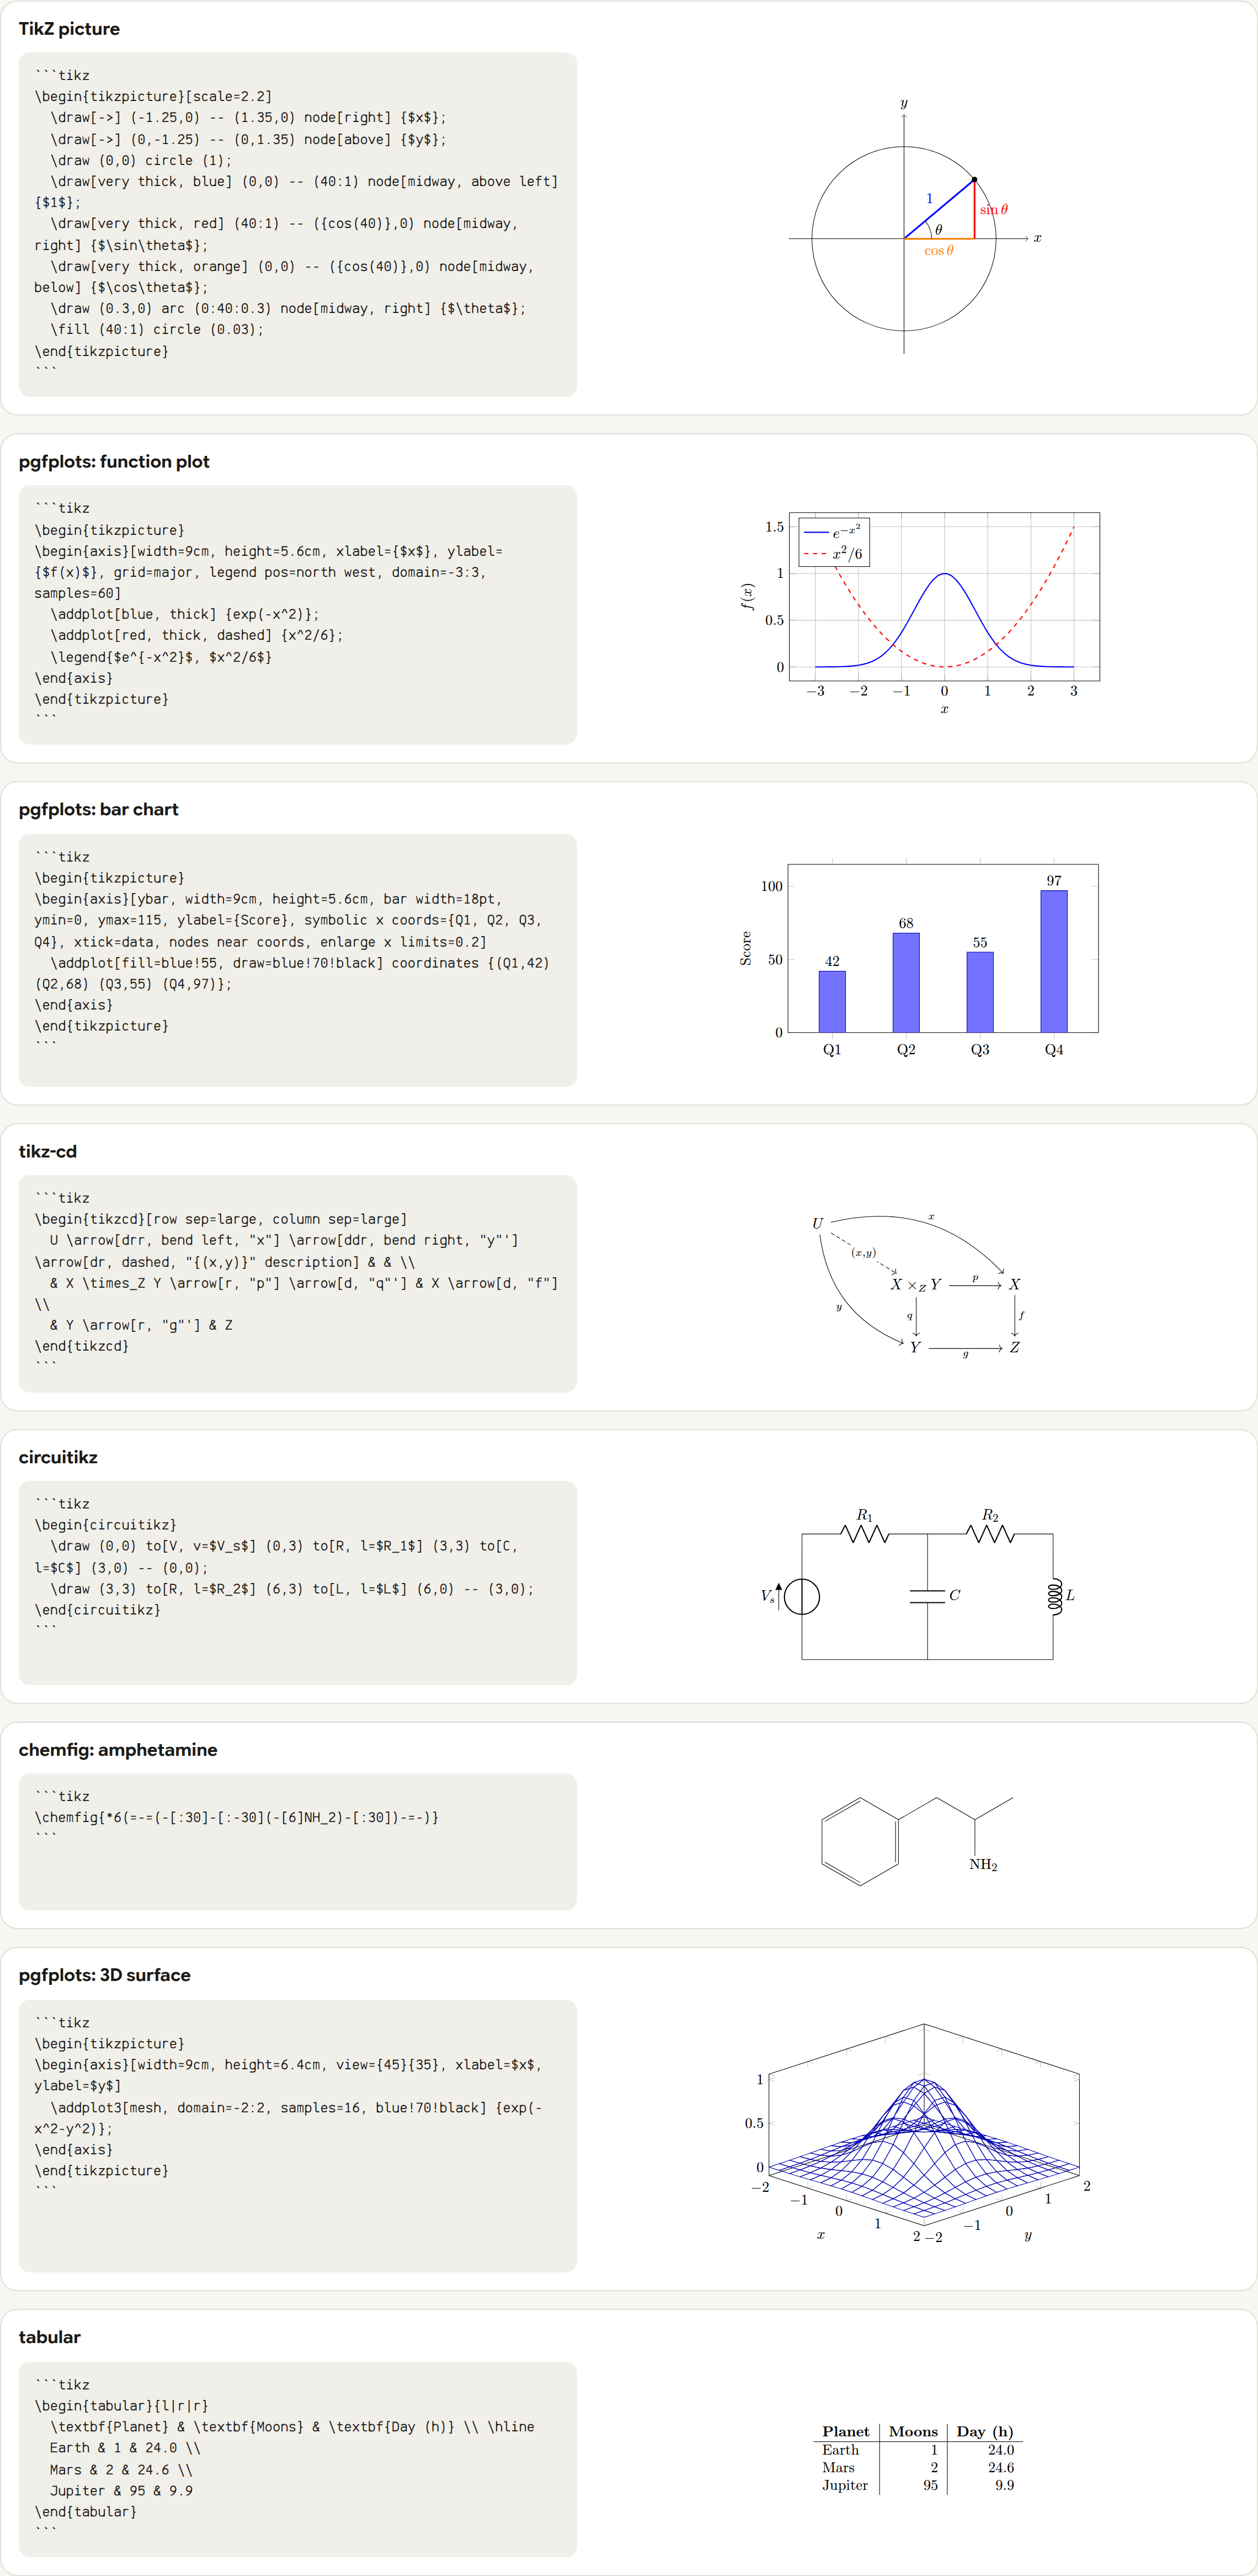 TikZ picture
```tikz
\begin{tikzpicture}[scale=2.2]
  \draw[->] (-1.25,0) -- (1.35,0) node[right] {$x$};
  \draw[->] (0,-1.25) -- (0,1.35) node[above] {$y$};
  \draw (0,0) circle (1);
  \draw[very thick, blue] (0,0) -- (40:1) node[midway, above left]
{$1$};
  \draw[very thick, red] (40:1) -- ({cos(40)},0) node[midway,
right] {$\sin\theta$};
  \draw[very thick, orange] (0,0) -- ({cos(40)},0) node[midway,
below] {$\cos\theta$};
  \draw (0.3,0) arc (0:40:0.3) node[midway, right] {$\theta$};
  \fill (40:1) circle (0.03);
\end{tikzpicture}
```
y
1
sin θ
θ
x
cos θ
pgfplots: function plot
```tikz
\begin{tikzpicture}
\begin{axis}[width=9cm, height=5.6cm, xlabel={$x$}, ylabel=
{$f(x)$}, grid=major, legend pos=north west, domain=-3:3,
samples=60]
  \addplot[blue, thick] {exp(-x^2)};
  \addplot[red, thick, dashed] {x^2/6};
  \legend{$e^{-x^2}$, $x^2/6$}
\end{axis}
\end{tikzpicture}
```
e^{-x^2}
x^2/6
1.5
1
0.5
0
f(x)
−3 −2 −1 0 1 2 3
x
pgfplots: bar chart
```tikz
\begin{tikzpicture}
\begin{axis}[ybar, width=9cm, height=5.6cm, bar width=18pt,
ymin=0, ymax=115, ylabel={Score}, symbolic x coords={Q1, Q2, Q3,
Q4}, xtick=data, nodes near coords, enlarge x limits=0.2]
  \addplot[fill=blue!55, draw=blue!70!black] coordinates {(Q1,42)
(Q2,68) (Q3,55) (Q4,97)};
\end{axis}
\end{tikzpicture}
```
100
50
0
Score
42 68 55 97
Q1 Q2 Q3 Q4
tikz-cd
```tikz
\begin{tikzcd}[row sep=large, column sep=large]
  U \arrow[drr, bend left, "x"] \arrow[ddr, bend right, "y"']
\arrow[dr, dashed, "{(x,y)}" description] & & \\
  & X \times_Z Y \arrow[r, "p"] \arrow[d, "q"'] & X \arrow[d, "f"]
\\
  & Y \arrow[r, "g"'] & Z
\end{tikzcd}
```
U x
(x,y)
X ×_Z Y p X
y q f
Y g Z
circuitikz
```tikz
\begin{circuitikz}
  \draw (0,0) to[V, v=$V_s$] (0,3) to[R, l=$R_1$] (3,3) to[C,
l=$C$] (3,0) -- (0,0);
  \draw (3,3) to[R, l=$R_2$] (6,3) to[L, l=$L$] (6,0) -- (3,0);
\end{circuitikz}
```
R₁ R₂
Vₛ C L
chemfig: amphetamine
```tikz
\chemfig{*6(=-=(-[:30]-[:-30](-[6]NH_2)-[:30])-=-)}
```
NH₂
pgfplots: 3D surface
```tikz
\begin{tikzpicture}
\begin{axis}[width=9cm, height=6.4cm, view={45}{35}, xlabel=$x$,
ylabel=$y$]
  \addplot3[mesh, domain=-2:2, samples=16, blue!70!black] {exp(-
x^2-y^2)};
\end{axis}
\end{tikzpicture}
```
1
0.5
0
−2 −1 0 1 2
x
−2 −1 0 1 2
y
tabular
```tikz
\begin{tabular}{l|r|r}
  \textbf{Planet} & \textbf{Moons} & \textbf{Day (h)} \\ \hline
  Earth & 1 & 24.0 \\
  Mars & 2 & 24.6 \\
  Jupiter & 95 & 9.9
\end{tabular}
```
Planet Moons Day (h)
Earth 1 24.0
Mars 2 24.6
Jupiter 95 9.9